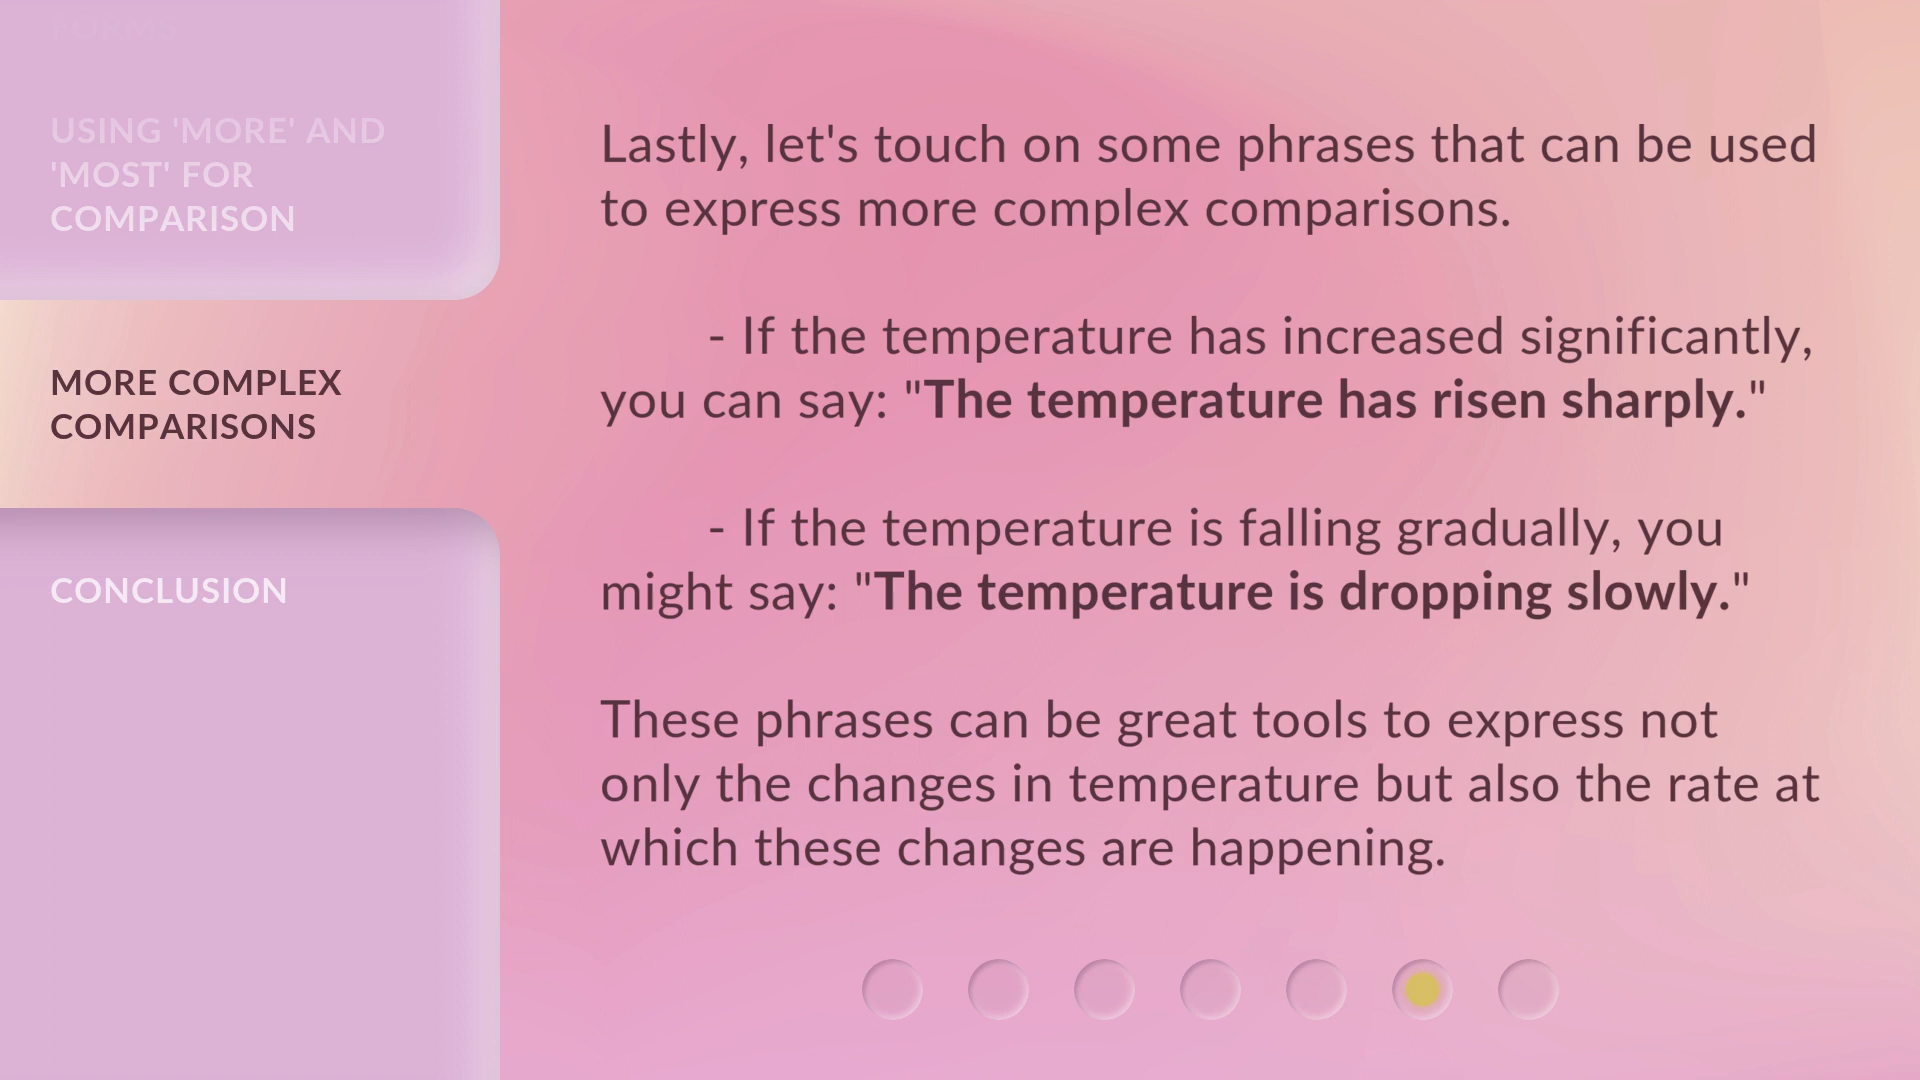 FORMS
USING 'MORE' AND
'MOST' FOR
COMPARISON
MORE COMPLEX
COMPARISONS
CONCLUSION
Lastly, let's touch on some phrases that can be used
to express more complex comparisons.
- If the temperature has increased significantly,
you can say: "The temperature has risen sharply."
- If the temperature is falling gradually, you
might say: "The temperature is dropping slowly."
These phrases can be great tools to express not
only the changes in temperature but also the rate at
which these changes are happening.